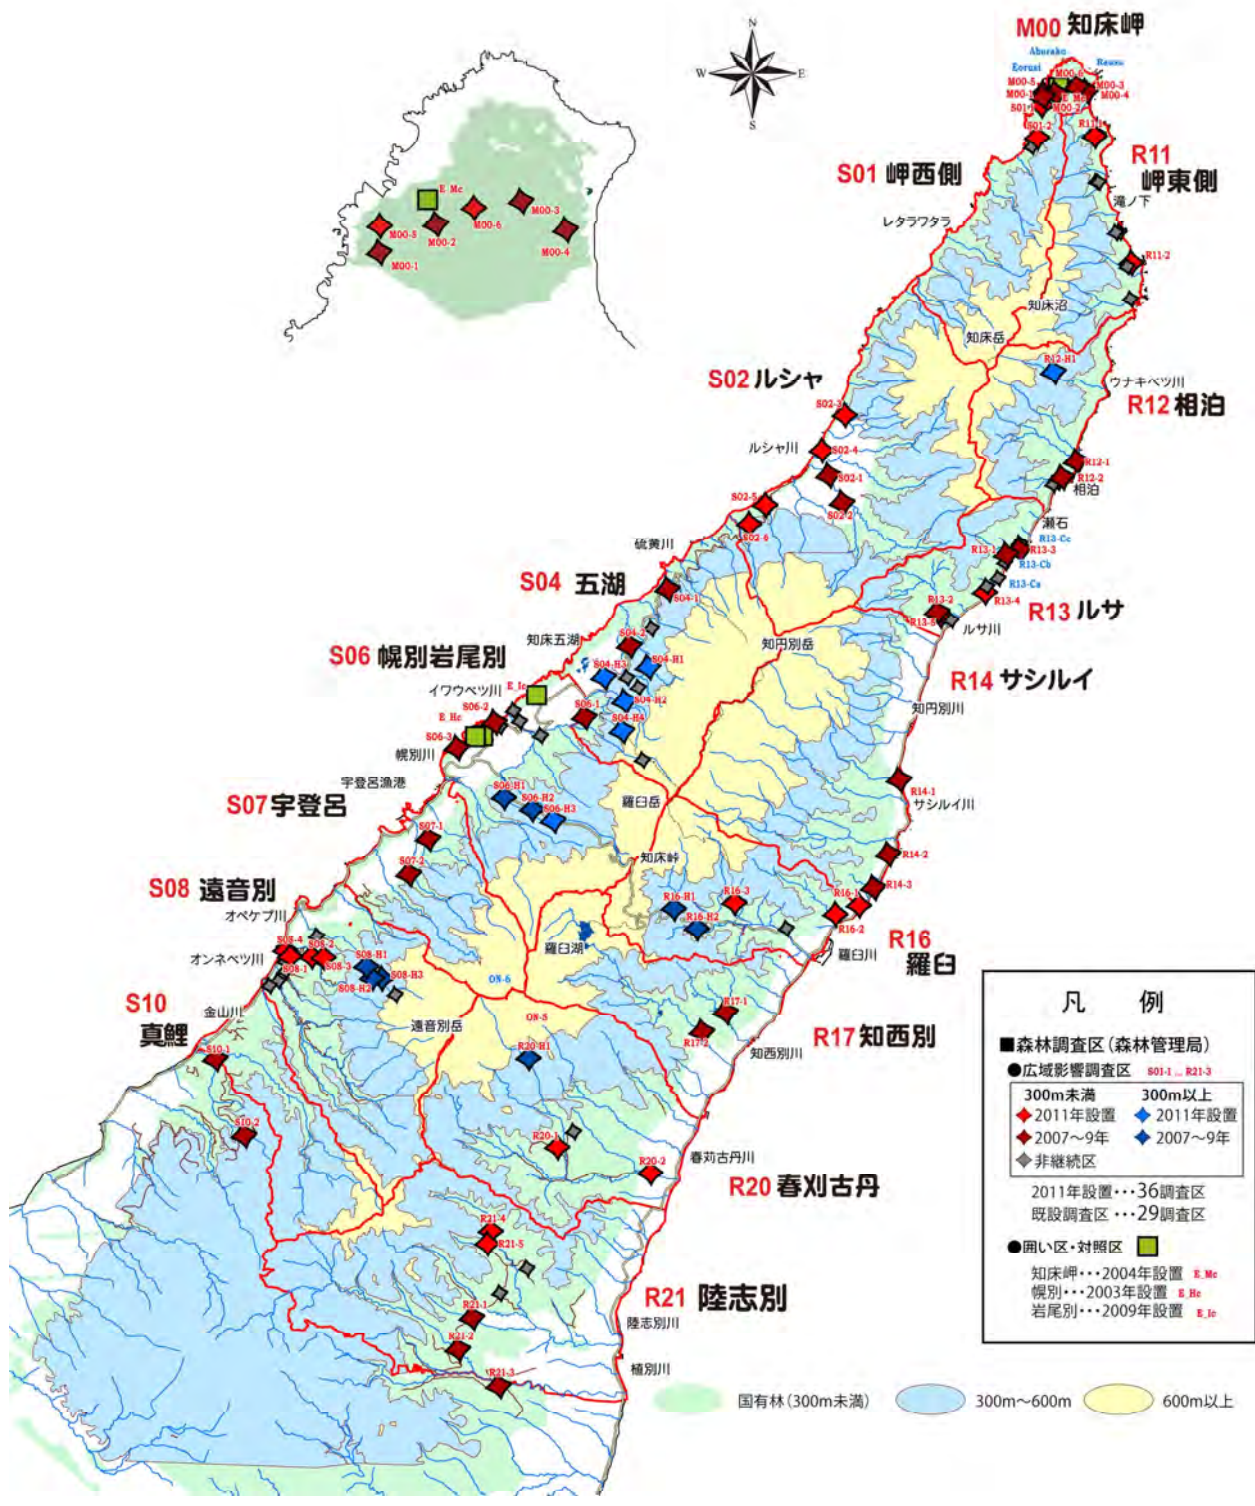 M00 知床岬
Aburako
Eoruxi
Rausu
M00-5
M00-6
M00-3
M00-1
E_Mc
M00-4
S01-1
M00-2
S01-2
R11-1
N
W
E
S
E_Mc
M00-3
M00-5
M00-2
M00-6
M00-4
M00-1
R11
岬東側
S01 岬西側
滝ノ下
レタラワタラ
R11-2
知床沼
知床岳
R12-H1
ウナキベツ川
S02 ルシャ
R12 相泊
S02-3
ルシャ川
S02-4
S02-1
R12-1
R12-2
相泊
S02-5
S02-2
瀬石
S02-6
R13-Cc
硫黄川
R13-1
R13-3
R13-Cb
S04 五湖
R13-Ca
S04-1
R13-2
R13-4
R13 ルサ
R13-5
ルサ川
知床五湖
S04-2
知円別岳
S06 幌別岩尾別
S04-H3
S04-H1
R14 サシルイ
イワウベツ川
E_Ic
S04-H2
知円別川
S06-2
S06-1
E_Hc
S04-H4
S06-3
幌別川
宇登呂漁港
R14-1
S06-H1
サシルイ川
S07 宇登呂
S06-H2
羅臼岳
S06-H3
S07-1
知床峠
R14-2
S07-2
S08 遠音別
R14-3
R16-H1
R16-3
R16-1
オペケプ川
R16-H2
R16-2
R16
羅臼
S08-4
S08-2
羅臼湖
羅臼川
オンネベツ川
S08-H1
S08-1
S08-3
S08-H3
ON-6
S08-H2
S10
真鯉
金山川
R17-1
遠音別岳
ON-8
R17-2
R17 知西別
知西別川
S10-1
R20-H1
S10-2
R20-1
春苅古丹川
R20-2
R20 春苅古丹
R21-4
R21-5
R21 陸志別
R21-1
陸志別川
R21-2
植別川
R21-3
凡 例
■森林調査区(森林管理局)
●広域影響調査区 S01-1 ... R21-3
300m未満 300m以上
2011年設置 2011年設置
2007〜9年 2007〜9年
非継続区
2011年設置・・・36調査区
既設調査区・・・29調査区
●囲い区・対照区
知床岬・・・2004年設置 E_Mc
幌別・・・2003年設置 E_Hc
岩尾別・・・2009年設置 E_Ic
国有林(300m未満) 300m〜600m 600m以上